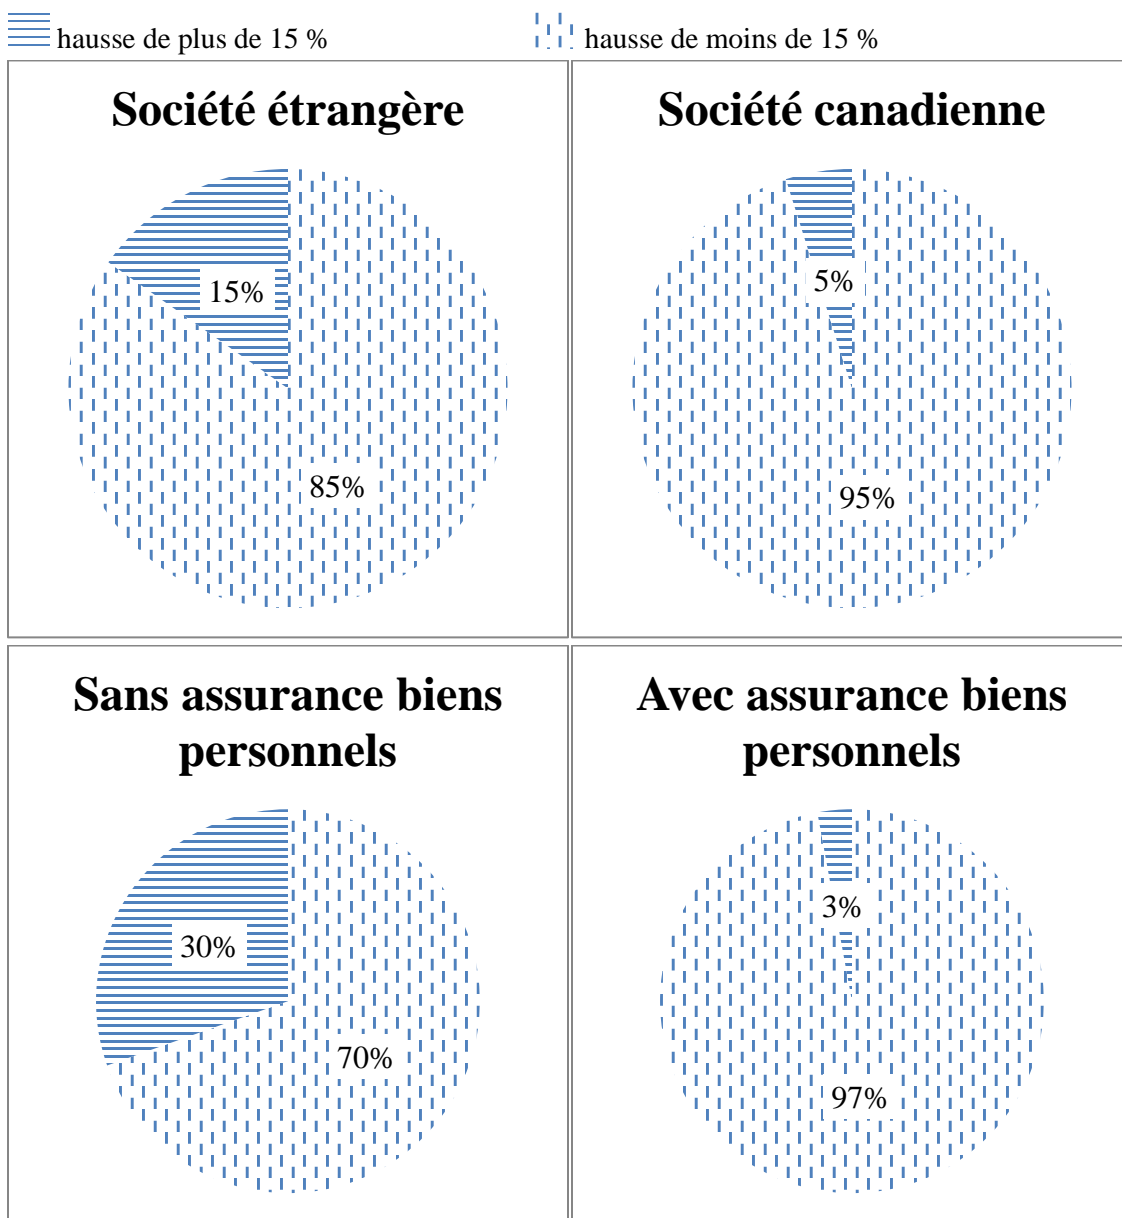 hausse de plus de 15 %
hausse de moins de 15 %
Société étrangère
15%
85%
Société canadienne
5%
95%
Sans assurance biens
personnels
30%
70%
Avec assurance biens
personnels
3%
97%